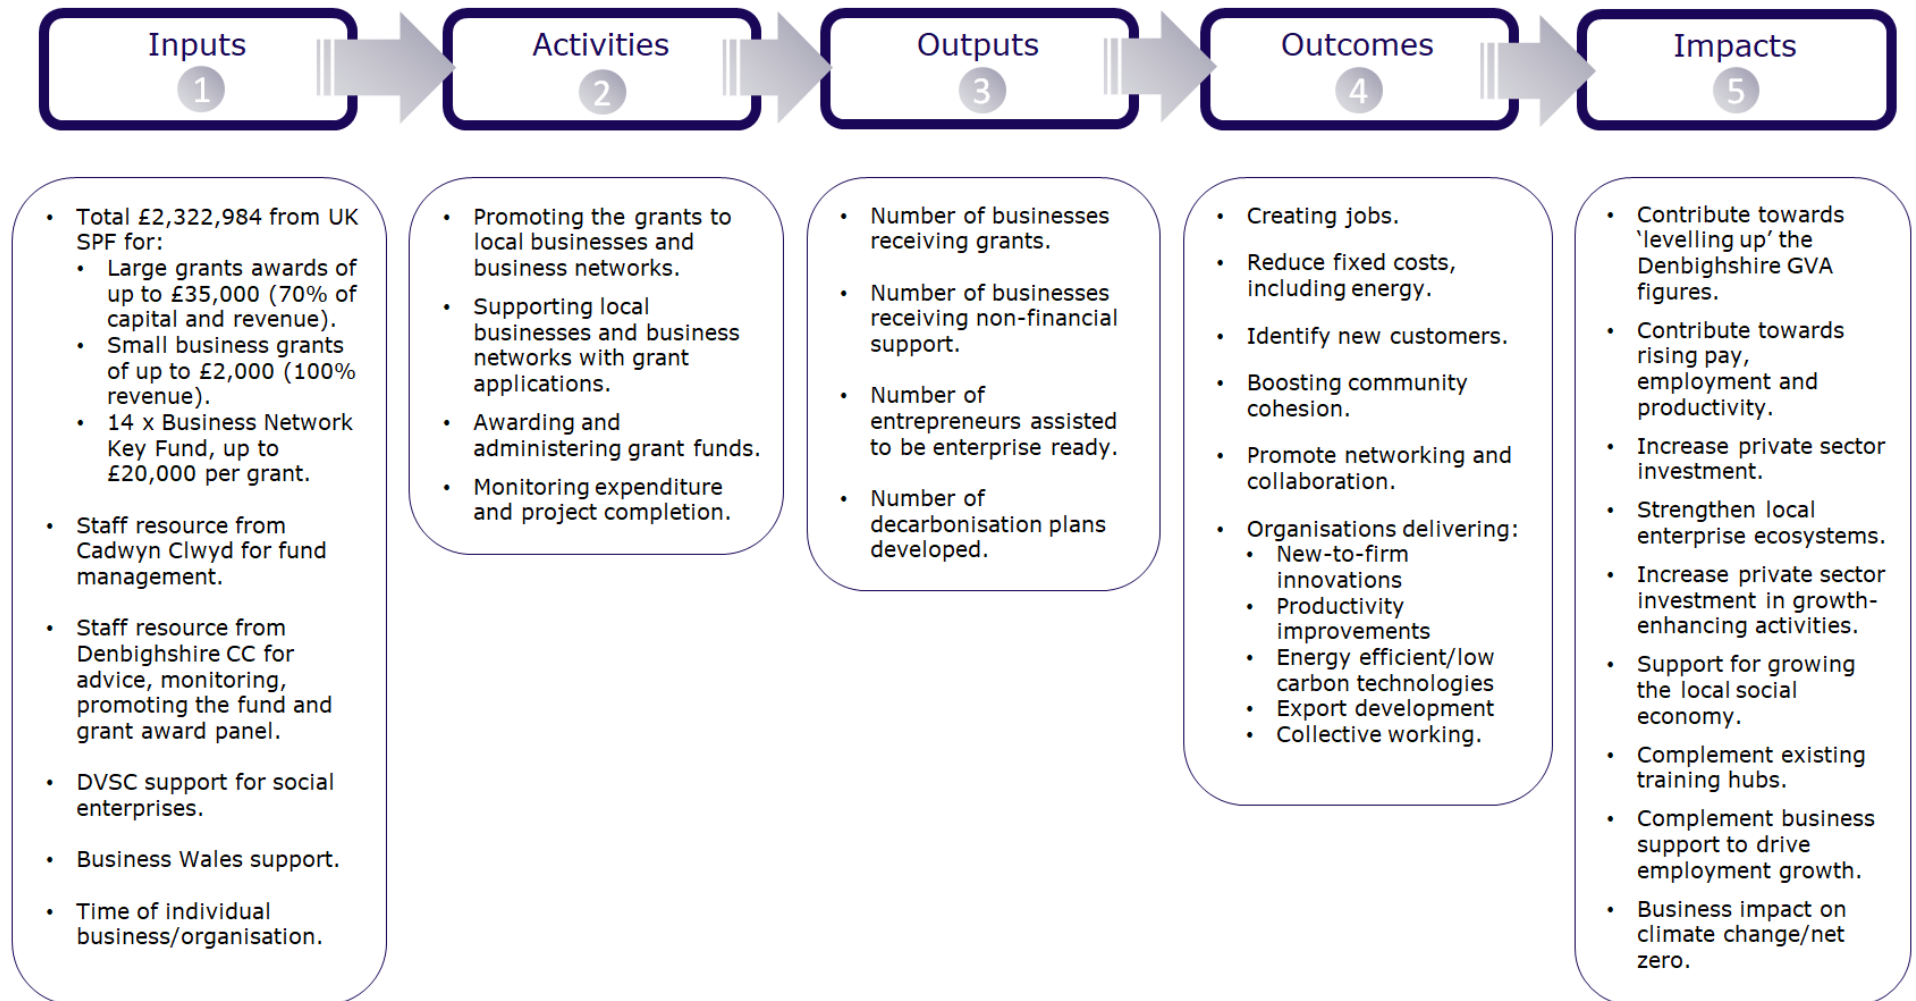 Inputs
1
Activities
2
Outputs
3
Outcomes
4
Impacts
5
• Total £2,322,984 from UK
SPF for:
• Large grants awards of
up to £35,000 (70% of
capital and revenue).
• Small business grants
of up to £2,000 (100%
revenue).
• 14 x Business Network
Key Fund, up to
£20,000 per grant.
• Staff resource from
Cadwyn Clwyd for fund
management.
• Staff resource from
Denbighshire CC for
advice, monitoring,
promoting the fund and
grant award panel.
• DVSC support for social
enterprises.
• Business Wales support.
• Time of individual
business/organisation.
• Promoting the grants to
local businesses and
business networks.
• Supporting local
businesses and business
networks with grant
applications.
• Awarding and
administering grant funds.
• Monitoring expenditure
and project completion.
• Number of businesses
receiving grants.
• Number of businesses
receiving non-financial
support.
• Number of
entrepreneurs assisted
to be enterprise ready.
• Number of
decarbonisation plans
developed.
• Creating jobs.
• Reduce fixed costs,
including energy.
• Identify new customers.
• Boosting community
cohesion.
• Promote networking and
collaboration.
• Organisations delivering:
• New-to-firm
innovations
• Productivity
improvements
• Energy efficient/low
carbon technologies
• Export development
• Collective working.
• Contribute towards
‘levelling up’ the
Denbighshire GVA
figures.
• Contribute towards
rising pay,
employment and
productivity.
• Increase private sector
investment.
• Strengthen local
enterprise ecosystems.
• Increase private sector
investment in growth-
enhancing activities.
• Support for growing
the local social
economy.
• Complement existing
training hubs.
• Complement business
support to drive
employment growth.
• Business impact on
climate change/net
zero.